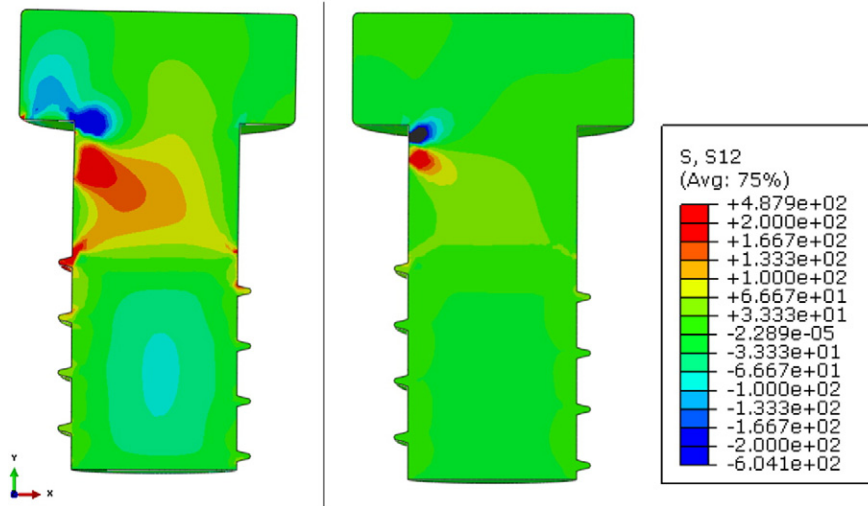 S, S12
(Avg: 75%)
+4.879e+02
+2.000e+02
+1.667e+02
+1.333e+02
+1.000e+02
+6.667e+01
+3.333e+01
-2.289e-05
-3.333e+01
-6.667e+01
-1.000e+02
-1.333e+02
-1.667e+02
-2.000e+02
-6.041e+02
Y
X